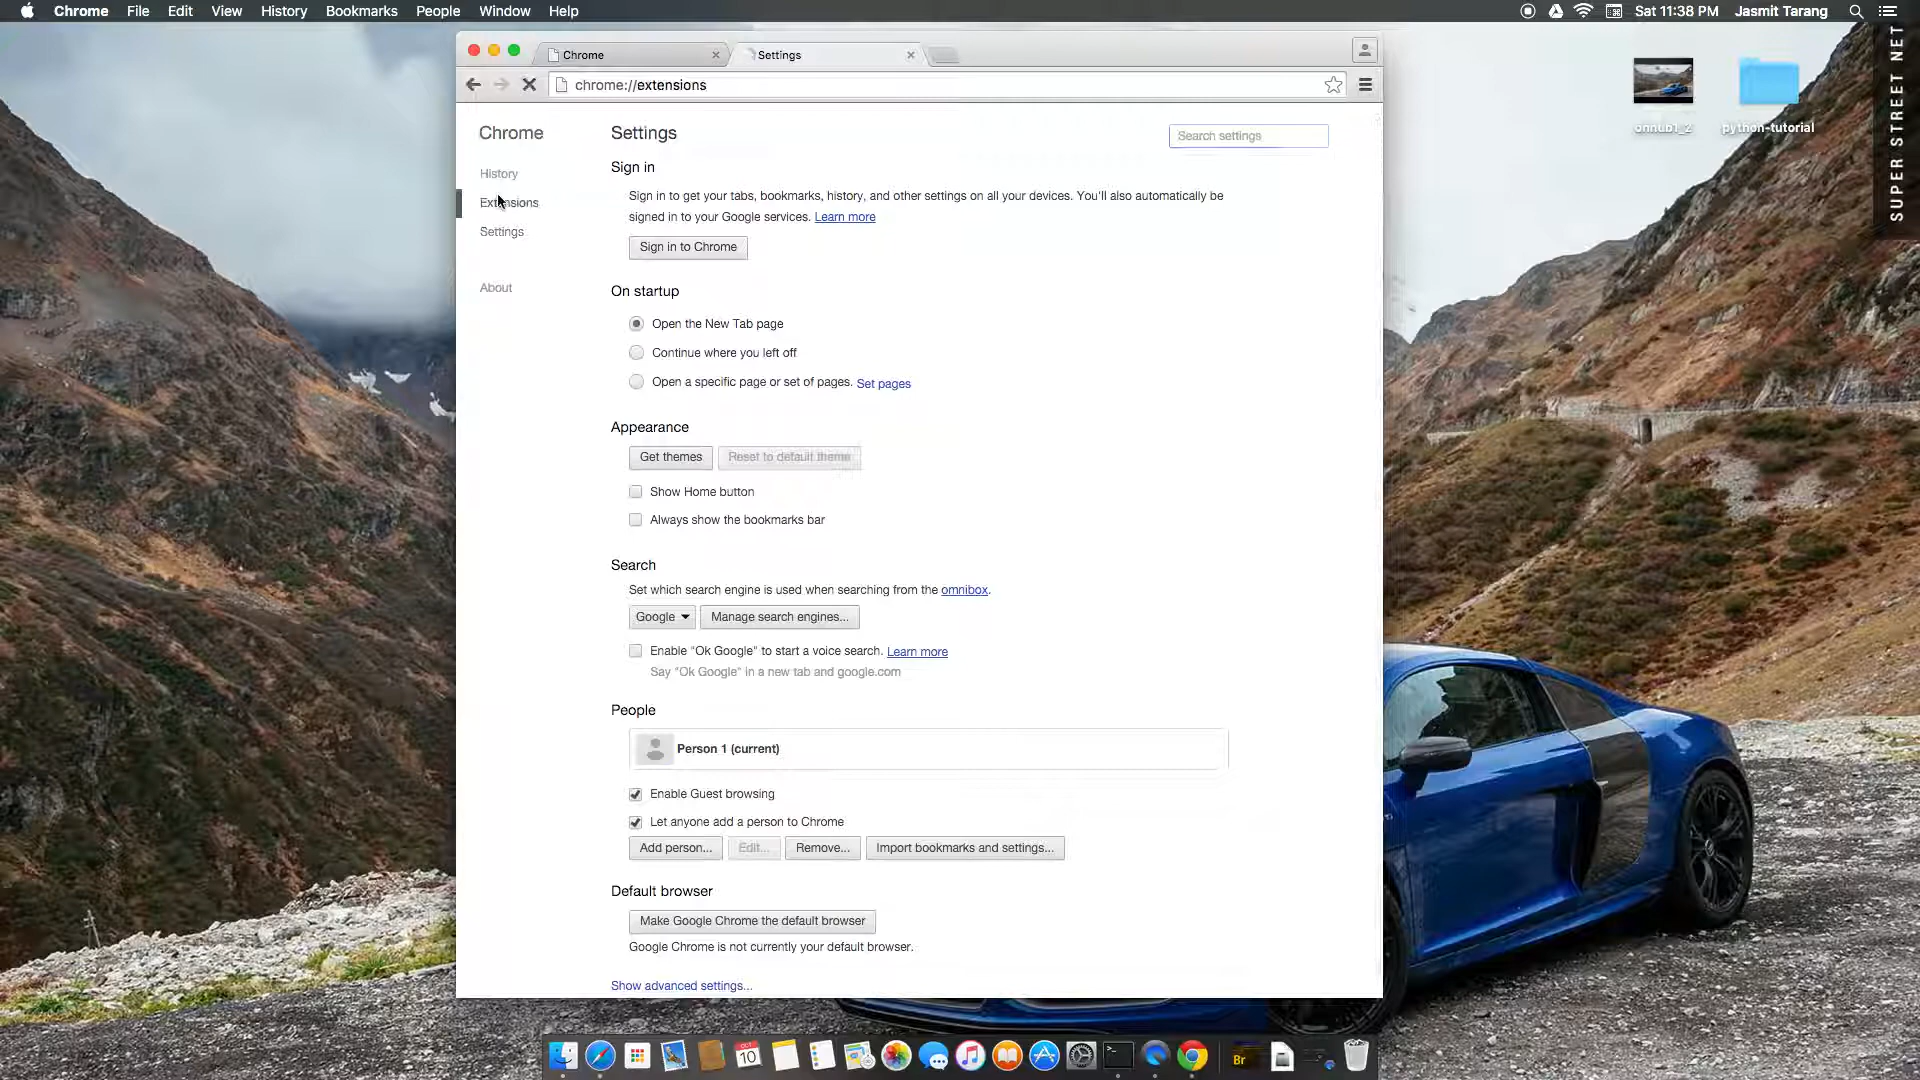 Chrome File Edit View History Bookmarks People Window Help
Sat 11:38 PM Jasmit Tarang
Chrome
Settings
chrome://extensions
Chrome
History
Extensions
Settings
About
Settings
Search settings
Sign in
Sign in to get your tabs, bookmarks, history, and other settings on all your devices. You'll also automatically be
signed in to your Google services. Learn more
Sign in to Chrome
On startup
Open the New Tab page
Continue where you left off
Open a specific page or set of pages. Set pages
Appearance
Get themes
Reset to default theme
Show Home button
Always show the bookmarks bar
Search
Set which search engine is used when searching from the omnibox.
Google
Manage search engines...
Enable "Ok Google" to start a voice search. Learn more
Say "Ok Google" in a new tab and google.com
People
Person 1 (current)
Enable Guest browsing
Let anyone add a person to Chrome
Add person...
Edit...
Remove...
Import bookmarks and settings...
Default browser
Make Google Chrome the default browser
Google Chrome is not currently your default browser.
Show advanced settings...
python-tutorial
SUPER STREET NET
OCT
10
Br